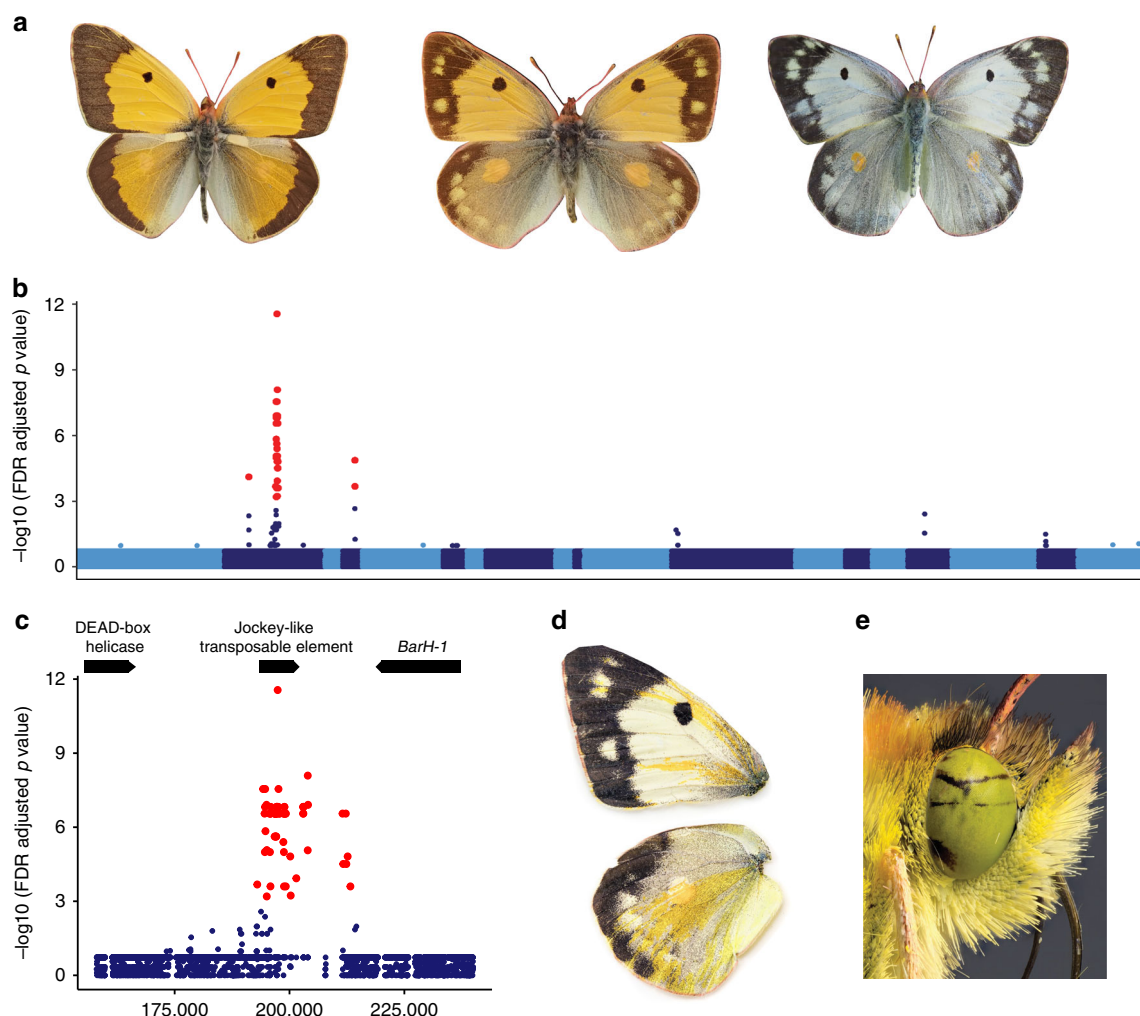 a
b
12
9
6
3
0
–log10 (FDR adjusted p value)
c
DEAD-box
helicase
Jockey-like
transposable element
BarH-1
12
9
6
3
0
–log10 (FDR adjusted p value)
175,000
200,000
225,000
d
e